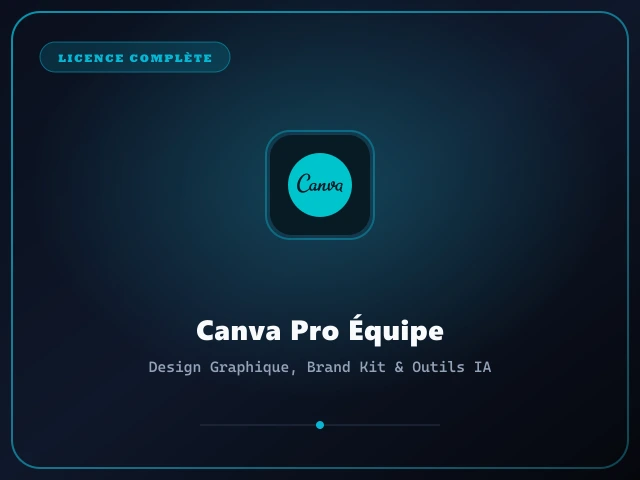 LICENCE COMPLÈTE
Canva
Canva Pro Équipe
Design Graphique, Brand Kit & Outils IA